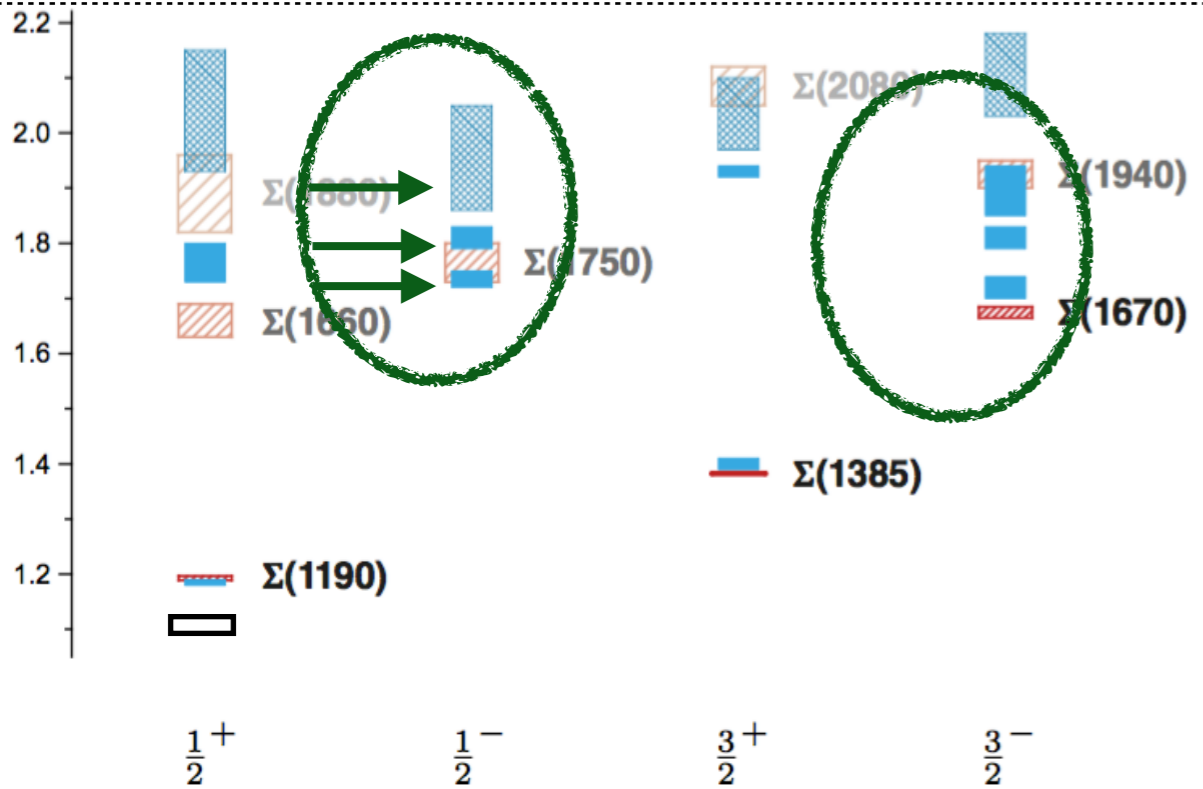 2.2
2.0
1.8
1.6
1.4
1.2
Σ(1880)
Σ(1660)
Σ(1190)
Σ(1750)
Σ(2080)
Σ(1385)
Σ(1940)
Σ(1670)
1/2 +
1/2 −
3/2 +
3/2 −